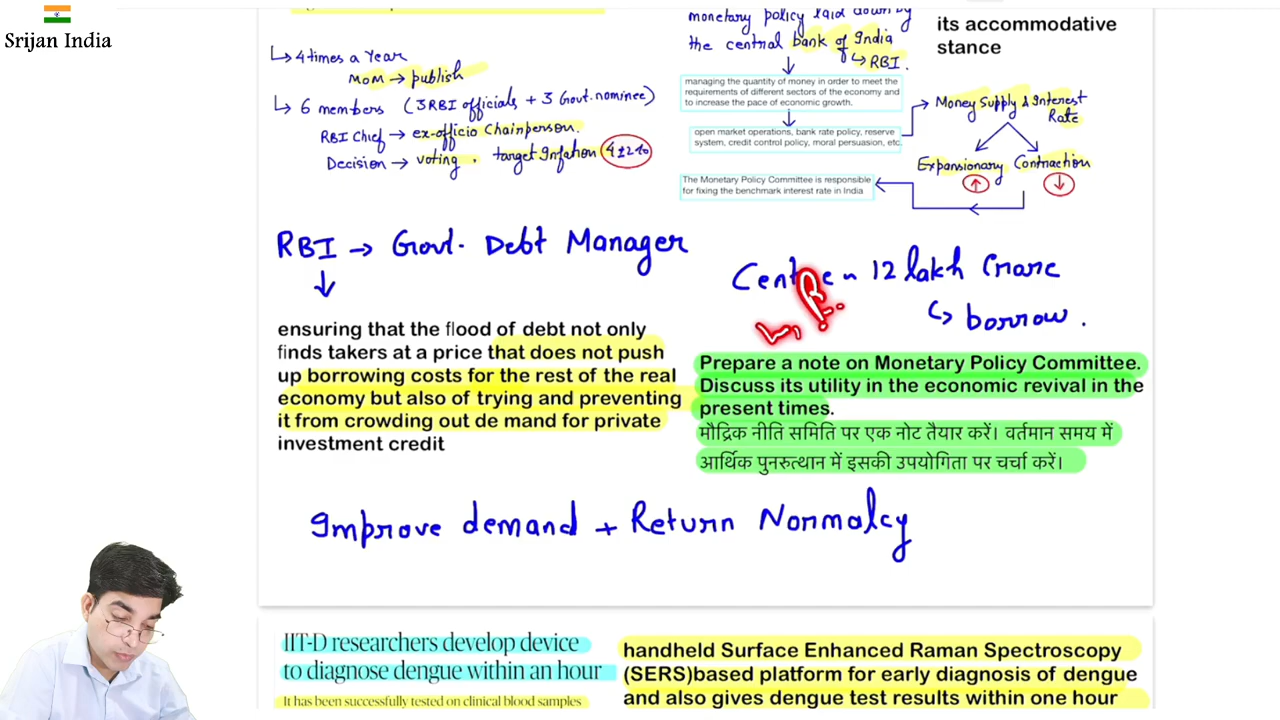 Srijan India
↳ 4 times a Year
MoM → publish
↳ 6 members (3 RBI officials + 3 Govt. nominee)
RBI Chief → ex-officio Chairperson.
Decision → voting. target Inflation 4±2%
monetary policy laid down by
the central bank of India
↳ RBI.
its accommodative
stance
managing the quantity of money in order to meet the
requirements of different sectors of the economy and
to increase the pace of economic growth.
open market operations, bank rate policy, reserve
system, credit control policy, moral persuasion, etc.
The Monetary Policy Committee is responsible
for fixing the benchmark interest rate in India
Money Supply & Interest
Rate
Expansionary Contraction
↑ ↓
RBI → Govt. Debt Manager
↓
ensuring that the flood of debt not only
finds takers at a price that does not push
up borrowing costs for the rest of the real
economy but also of trying and preventing
it from crowding out de mand for private
investment credit
Centre 12 lakh Crore
↳ borrow.
Prepare a note on Monetary Policy Committee.
Discuss its utility in the economic revival in the
present times.
मौद्रिक नीति समिति पर एक नोट तैयार करें। वर्तमान समय में
आर्थिक पुनरुत्थान में इसकी उपयोगिता पर चर्चा करें।
Improve demand + Return Normalcy
IIT-D researchers develop device
to diagnose dengue within an hour
It has been successfully tested on clinical blood samples
handheld Surface Enhanced Raman Spectroscopy
(SERS)based platform for early diagnosis of dengue
and also gives dengue test results within one hour